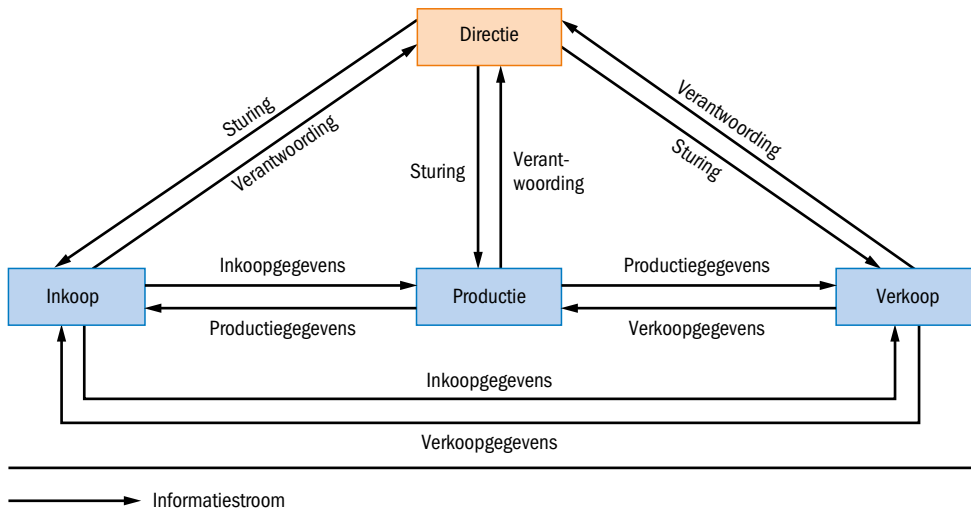 Directie
Sturing
Verantwoording
Sturing
Verant-
woording
Verantwoording
Sturing
Inkoop
Inkoopgegevens
Productiegegevens
Productie
Productiegegevens
Verkoopgegevens
Verkoop
Inkoopgegevens
Verkoopgegevens
Informatiestroom